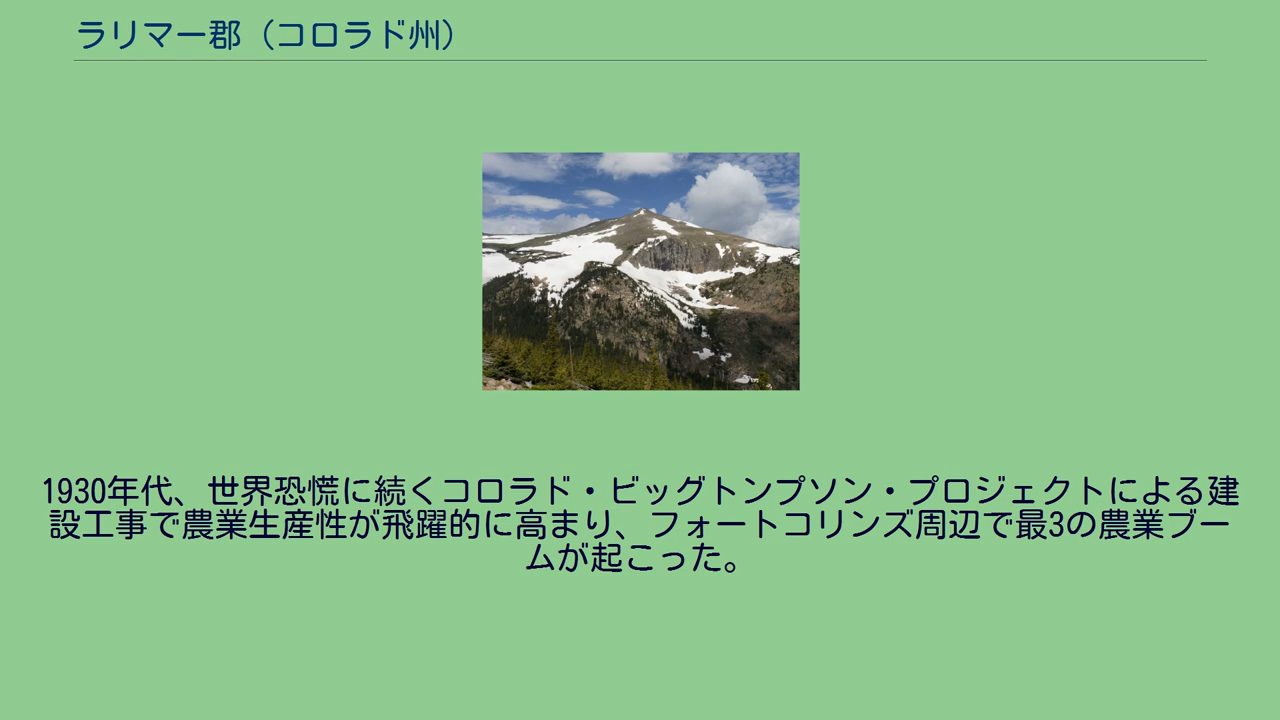 ラリマー郡（コロラド州）
1930年代、世界恐慌に続くコロラド・ビッグトンプソン・プロジェクトによる建
設工事で農業生産性が飛躍的に高まり、フォートコリンズ周辺で最3の農業ブー
ムが起こった。